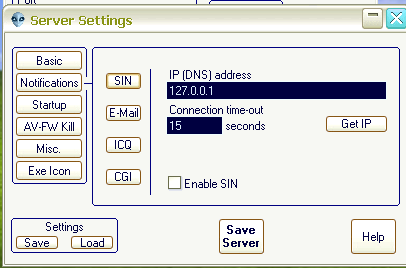 Server Settings
Basic
Notifications
Startup
AV-FW Kill
Misc.
Exe Icon
SIN
E-Mail
ICQ
CGI
IP (DNS) address
127.0.0.1
Connection time-out
15 seconds
Get IP
Enable SIN
Settings
Save Load
Save
Server
Help